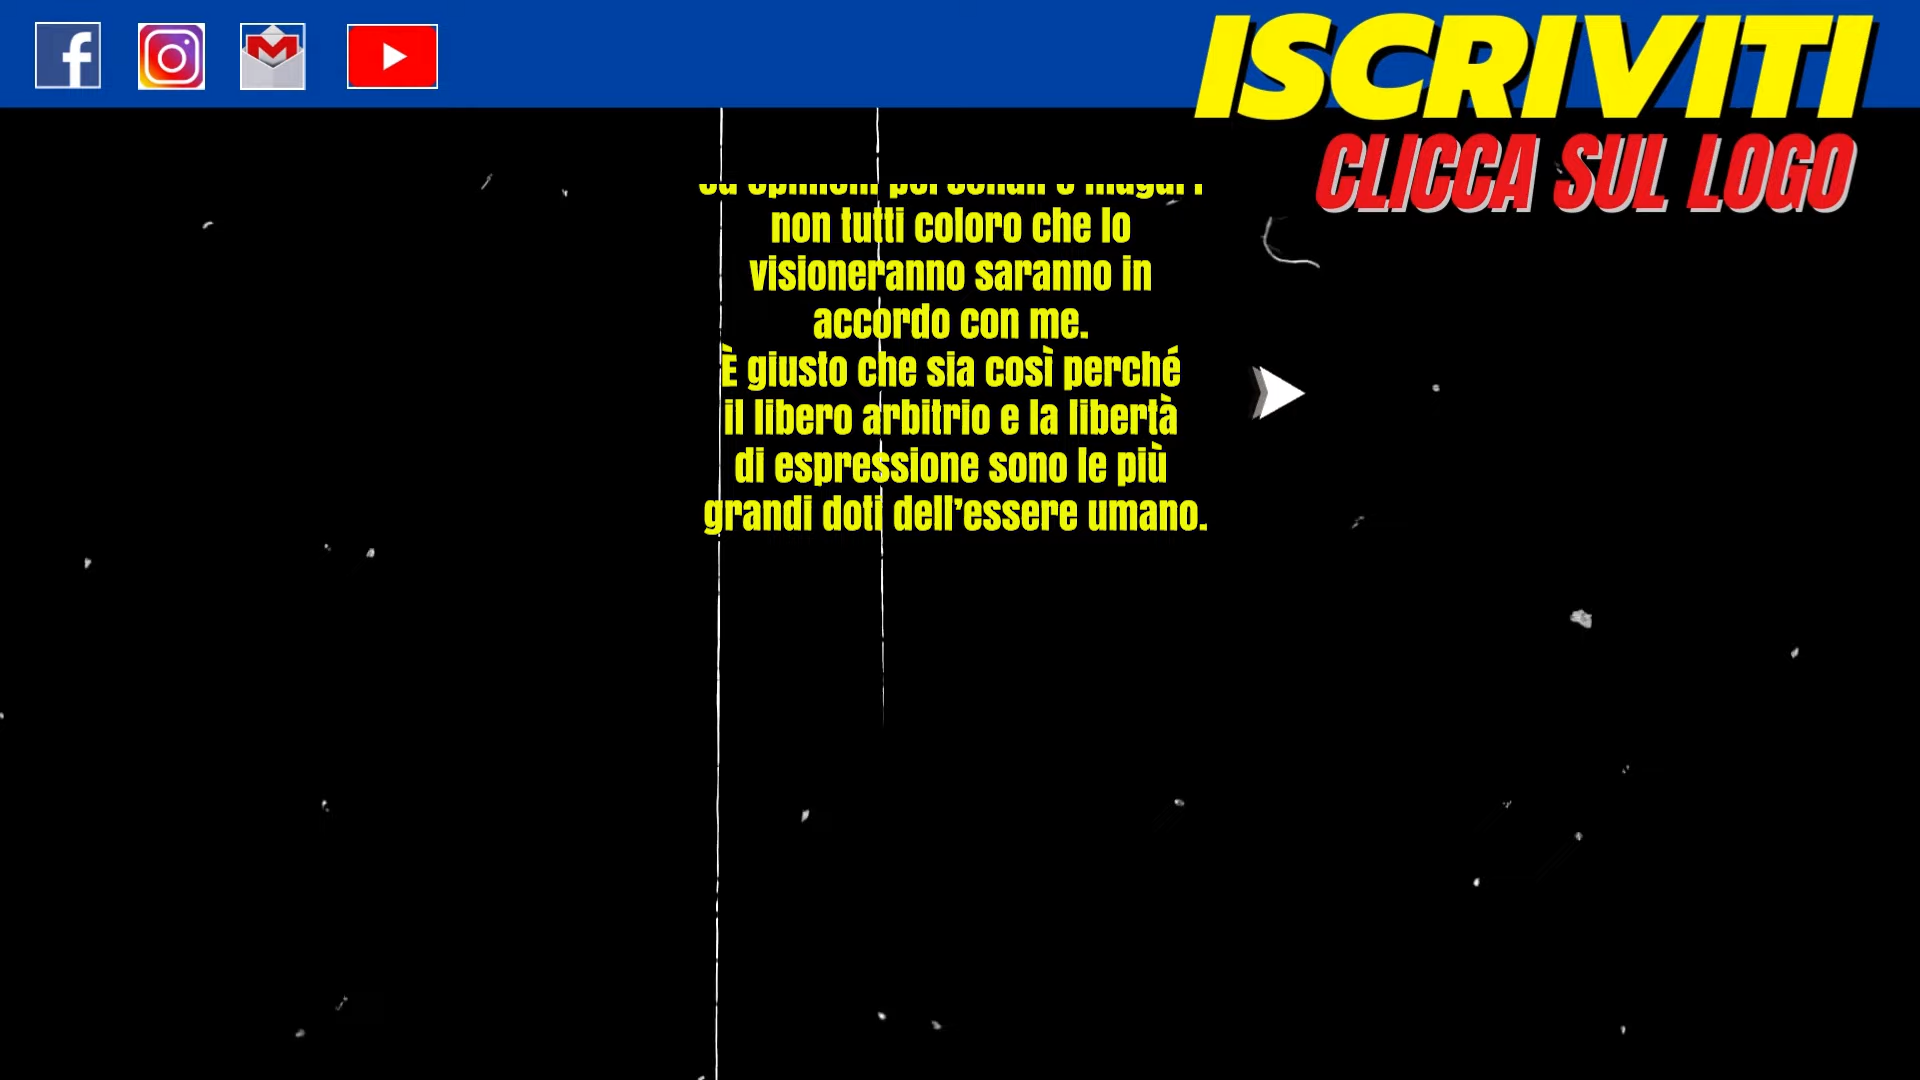 ISCRIVITI
CLICCA SUL LOGO
non tutti coloro che lo
visioneranno saranno in
accordo con me.
È giusto che sia così perché
il libero arbitrio e la libertà
di espressione sono le più
grandi doti dell’essere umano.